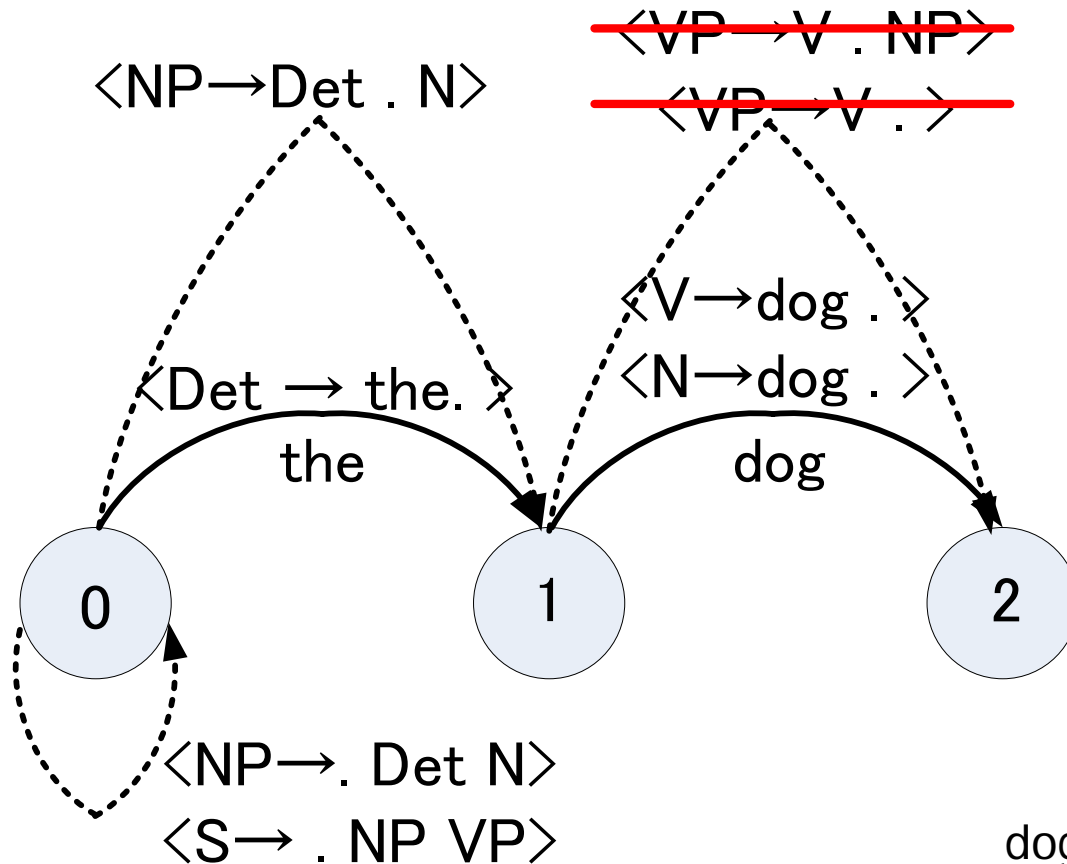 <VP→V . NP>
<NP→Det . N>
<VP→V . >
<V→dog . >
<Det → the. >
<N→dog . >
the
dog
0
1
2
<NP→. Det N>
<S→ . NP VP>